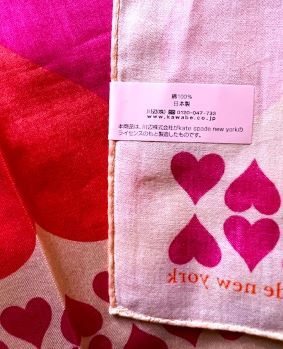 綿100%
日本製
川辺(株) 0120-047-733
www.kawabe.co.jp
本商品は、川辺株式会社がkate spade new yorkの
ライセンスのもと製造したものです。
de new york